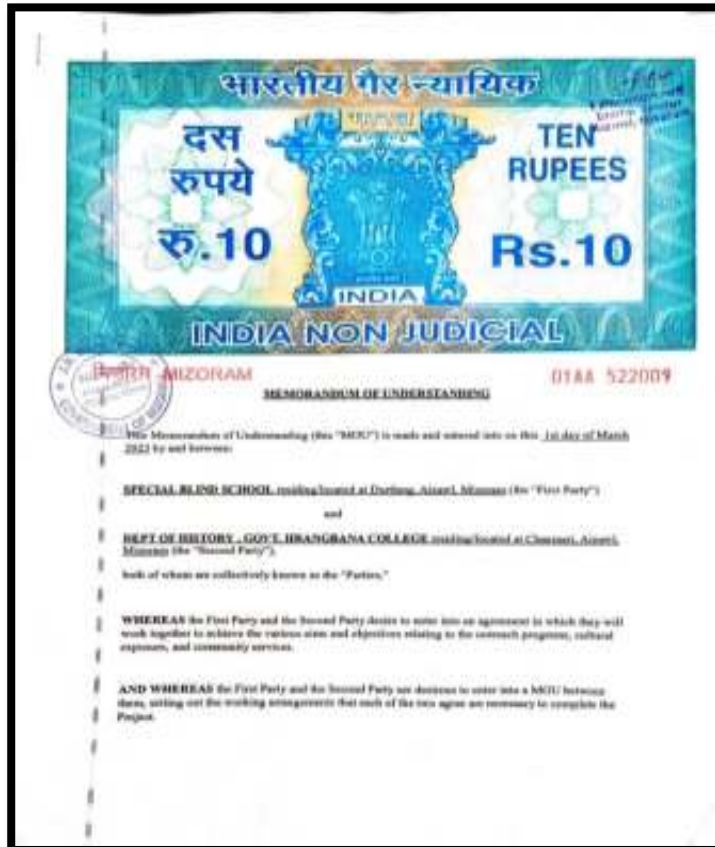 भारतीय गैर न्यायिक
दस
रुपये
रु.10
TEN
RUPEES
Rs.10
INDIA
INDIA NON JUDICIAL
मिज़ोरम MIZORAM
01AA 522009
MEMORANDUM OF UNDERSTANDING
This Memorandum of Understanding (this "MOU") is made and entered into on this 1st day of March
2023 by and between:
SPECIAL BLIND SCHOOL residing/located at Durtlang, Aizawl, Mizoram (the "First Party")
and
DEPT OF HISTORY , GOVT. HRANGBANA COLLEGE residing/located at Chanmari, Aizawl,
Mizoram (the "Second Party"),
both of whom are collectively known as the "Parties."
WHEREAS the First Party and the Second Party desire to enter into an agreement in which they will
work together to achieve the various aims and objectives relating to the outreach programs, cultural
exposure, and community services.
AND WHEREAS the First Party and the Second Party are desirous to enter into a MOU between
them, setting out the working arrangements that each of the two agree are necessary to complete the
Project.